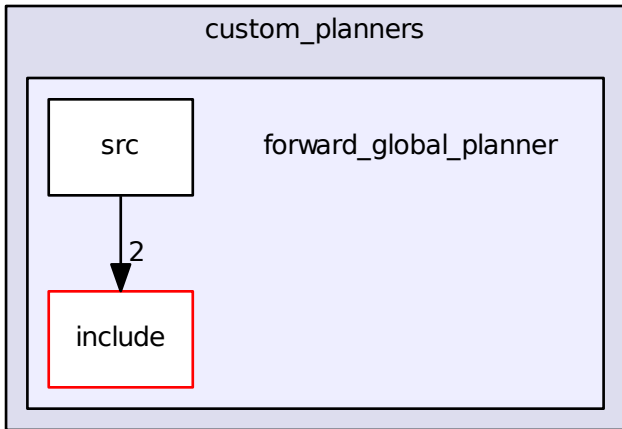 custom_planners
src
forward_global_planner
2
include